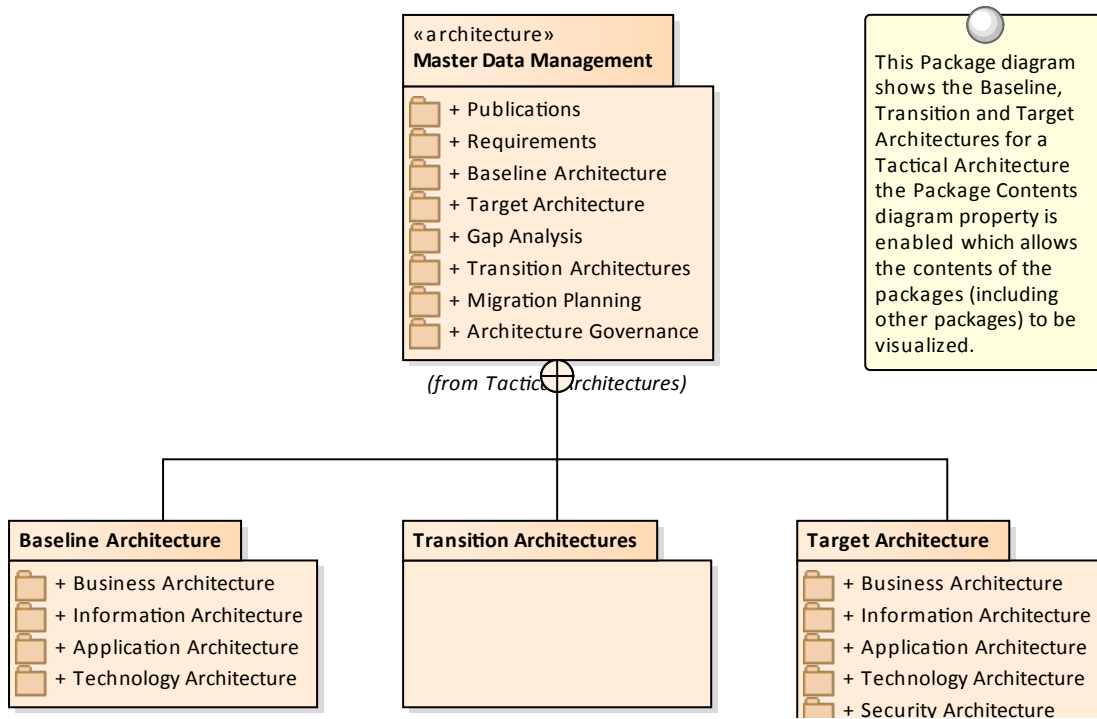 «architecture»
Master Data Management
+ Publications
+ Requirements
+ Baseline Architecture
+ Target Architecture
+ Gap Analysis
+ Transition Architectures
+ Migration Planning
+ Architecture Governance
(from Tactical Architectures)
This Package diagram
shows the Baseline,
Transition and Target
Architectures for a
Tactical Architecture
the Package Contents
diagram property is
enabled which allows
the contents of the
packages (including
other packages) to be
visualized.
Baseline Architecture
+ Business Architecture
+ Information Architecture
+ Application Architecture
+ Technology Architecture
Transition Architectures
Target Architecture
+ Business Architecture
+ Information Architecture
+ Application Architecture
+ Technology Architecture
+ Security Architecture